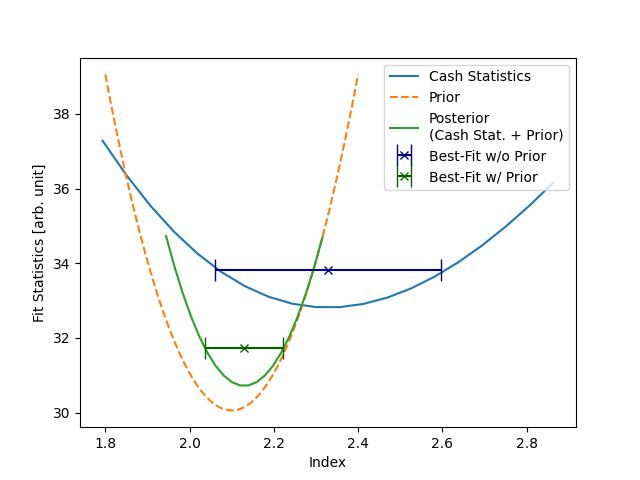 Cash Statistics
Prior
Posterior
(Cash Stat. + Prior)
Best-Fit w/o Prior
Best-Fit w/ Prior
Fit Statistics [arb. unit]
38
36
34
32
30
1.8 2.0 2.2 2.4 2.6 2.8
Index